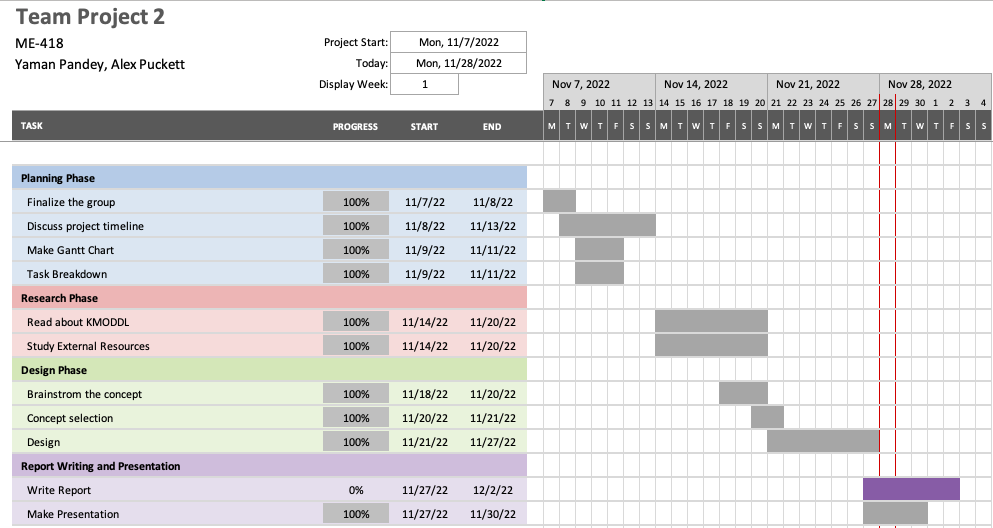 Team Project 2
ME-418
Yaman Pandey, Alex Puckett
Project Start: Mon, 11/7/2022
Today: Mon, 11/28/2022
Display Week: 1
Nov 7, 2022 Nov 14, 2022 Nov 21, 2022 Nov 28, 2022
7 8 9 10 11 12 13 14 15 16 17 18 19 20 21 22 23 24 25 26 27 28 29 30 1 2 3 4
TASK PROGRESS START END M T W T F S S M T W T F S S M T W T F S S M T W T F S S
Planning Phase
Finalize the group 100% 11/7/22 11/8/22
Discuss project timeline 100% 11/8/22 11/13/22
Make Gantt Chart 100% 11/9/22 11/11/22
Task Breakdown 100% 11/9/22 11/11/22
Research Phase
Read about KMODDL 100% 11/14/22 11/20/22
Study External Resources 100% 11/14/22 11/20/22
Design Phase
Brainstrom the concept 100% 11/18/22 11/20/22
Concept selection 100% 11/20/22 11/21/22
Design 100% 11/21/22 11/27/22
Report Writing and Presentation
Write Report 0% 11/27/22 12/2/22
Make Presentation 100% 11/27/22 11/30/22